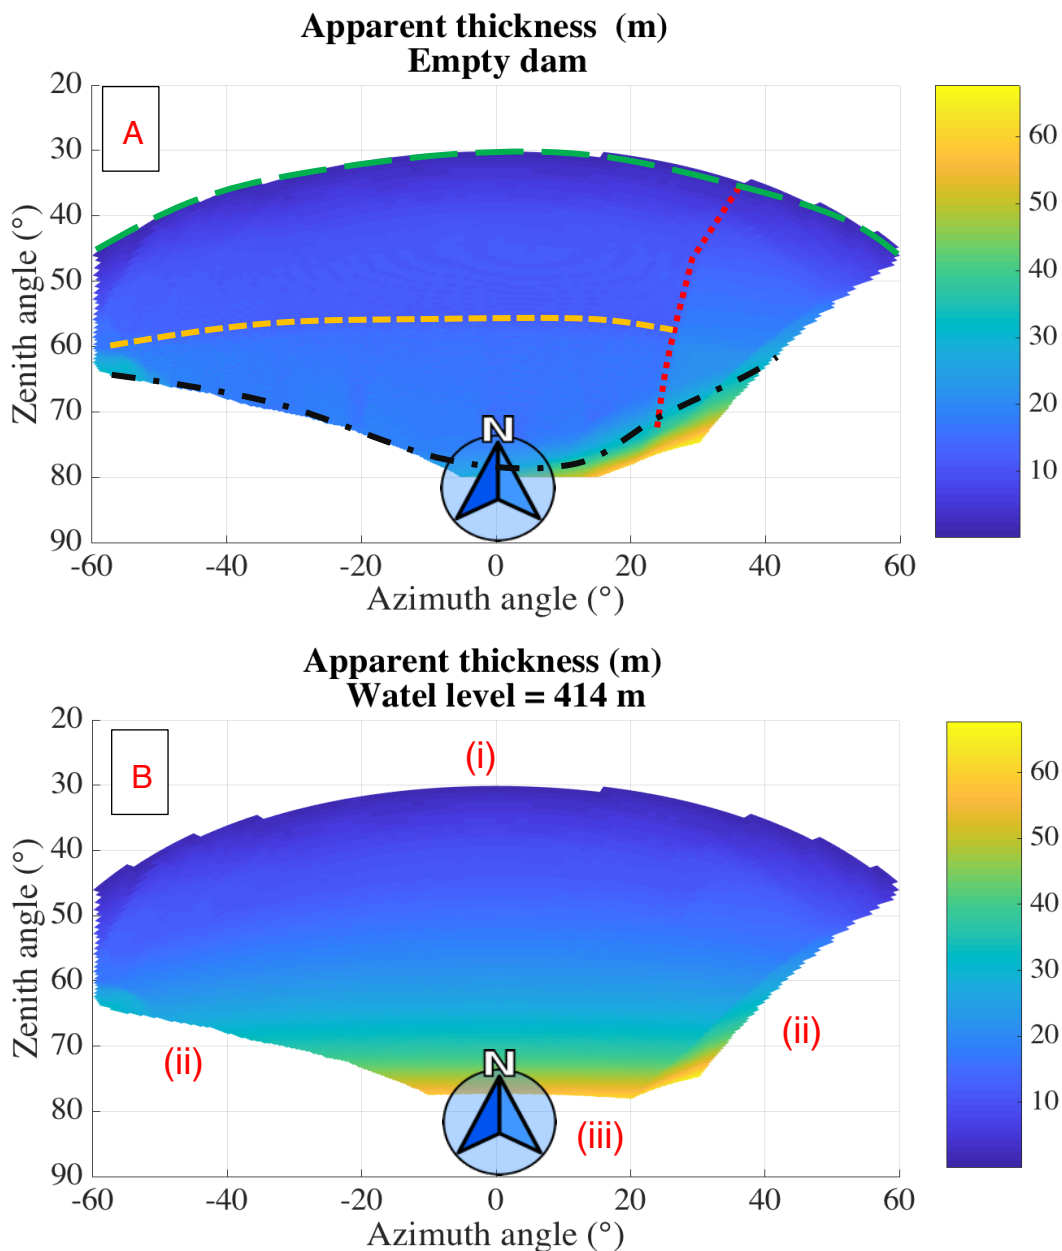 Apparent thickness (m)
Empty dam
A
20
30
40
50
60
70
80
90
Zenith angle (°)
N
-60 -40 -20 0 20 40 60
Azimuth angle (°)
60
50
40
30
20
10
Apparent thickness (m)
Watel level = 414 m
B
(i)
20
30
40
50
60
70
80
90
Zenith angle (°)
(ii)
(ii)
N
(iii)
-60 -40 -20 0 20 40 60
Azimuth angle (°)
60
50
40
30
20
10